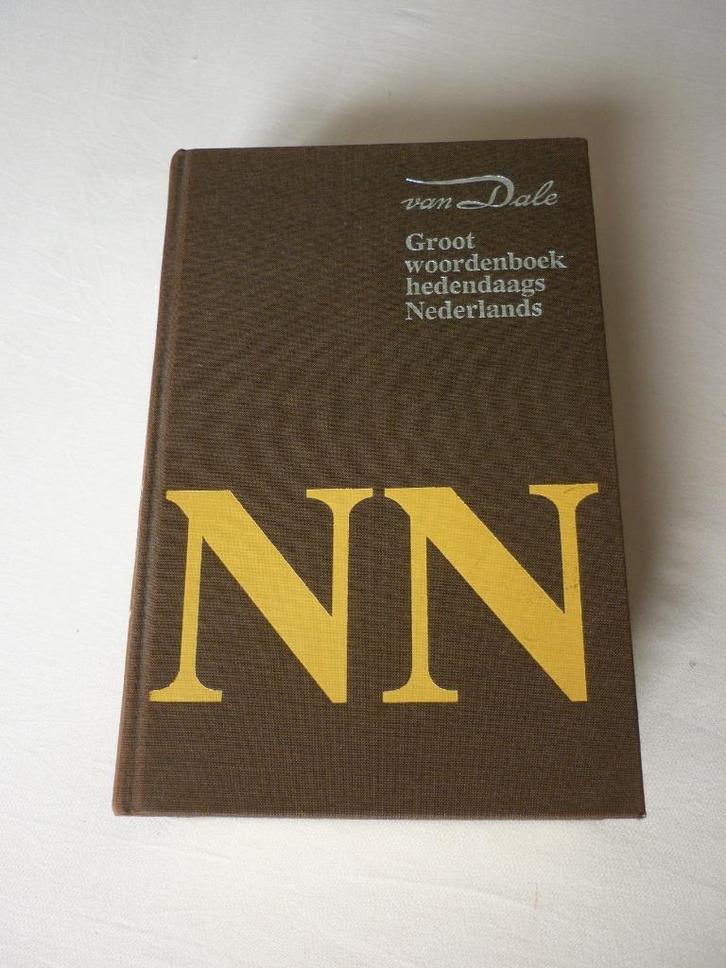 van Dale
Groot
woordenboek
hedendaags
Nederlands
NN